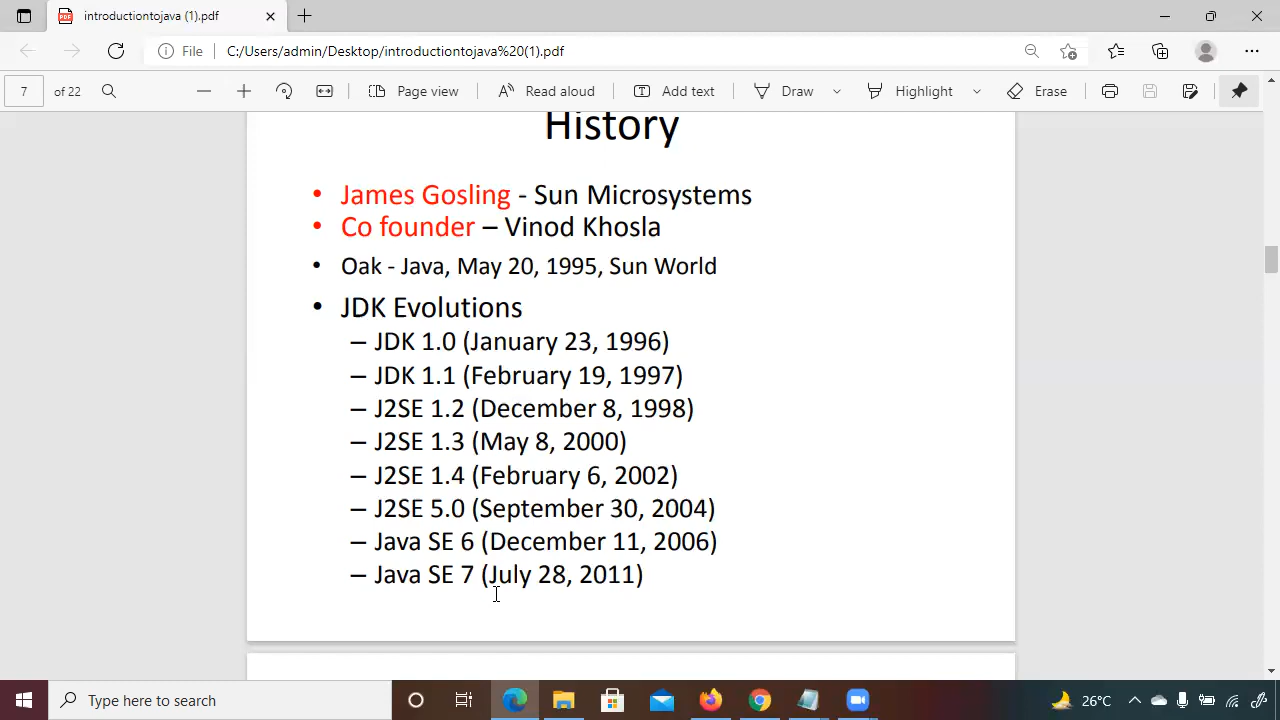 introductiontojava (1).pdf
File C:/Users/admin/Desktop/introductiontojava%20(1).pdf
7 of 22 Page view Read aloud Add text Draw Highlight Erase
History
• James Gosling - Sun Microsystems
• Co founder – Vinod Khosla
• Oak - Java, May 20, 1995, Sun World
• JDK Evolutions
– JDK 1.0 (January 23, 1996)
– JDK 1.1 (February 19, 1997)
– J2SE 1.2 (December 8, 1998)
– J2SE 1.3 (May 8, 2000)
– J2SE 1.4 (February 6, 2002)
– J2SE 5.0 (September 30, 2004)
– Java SE 6 (December 11, 2006)
– Java SE 7 (July 28, 2011)
Type here to search 26°C